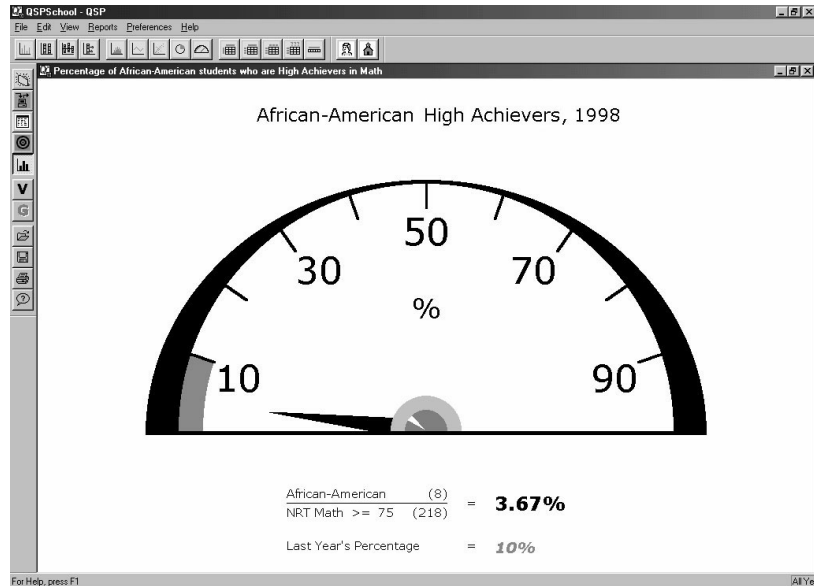 QSPSchool - QSP
File Edit View Reports Preferences Help
Percentage of African-American students who are High Achievers in Math
African-American High Achievers, 1998
50
30 70
%
10 90
African-American (8)
NRT Math >= 75 (218)
= 3.67%
Last Year's Percentage = 10%
V
G
For Help, press F1
All Ye